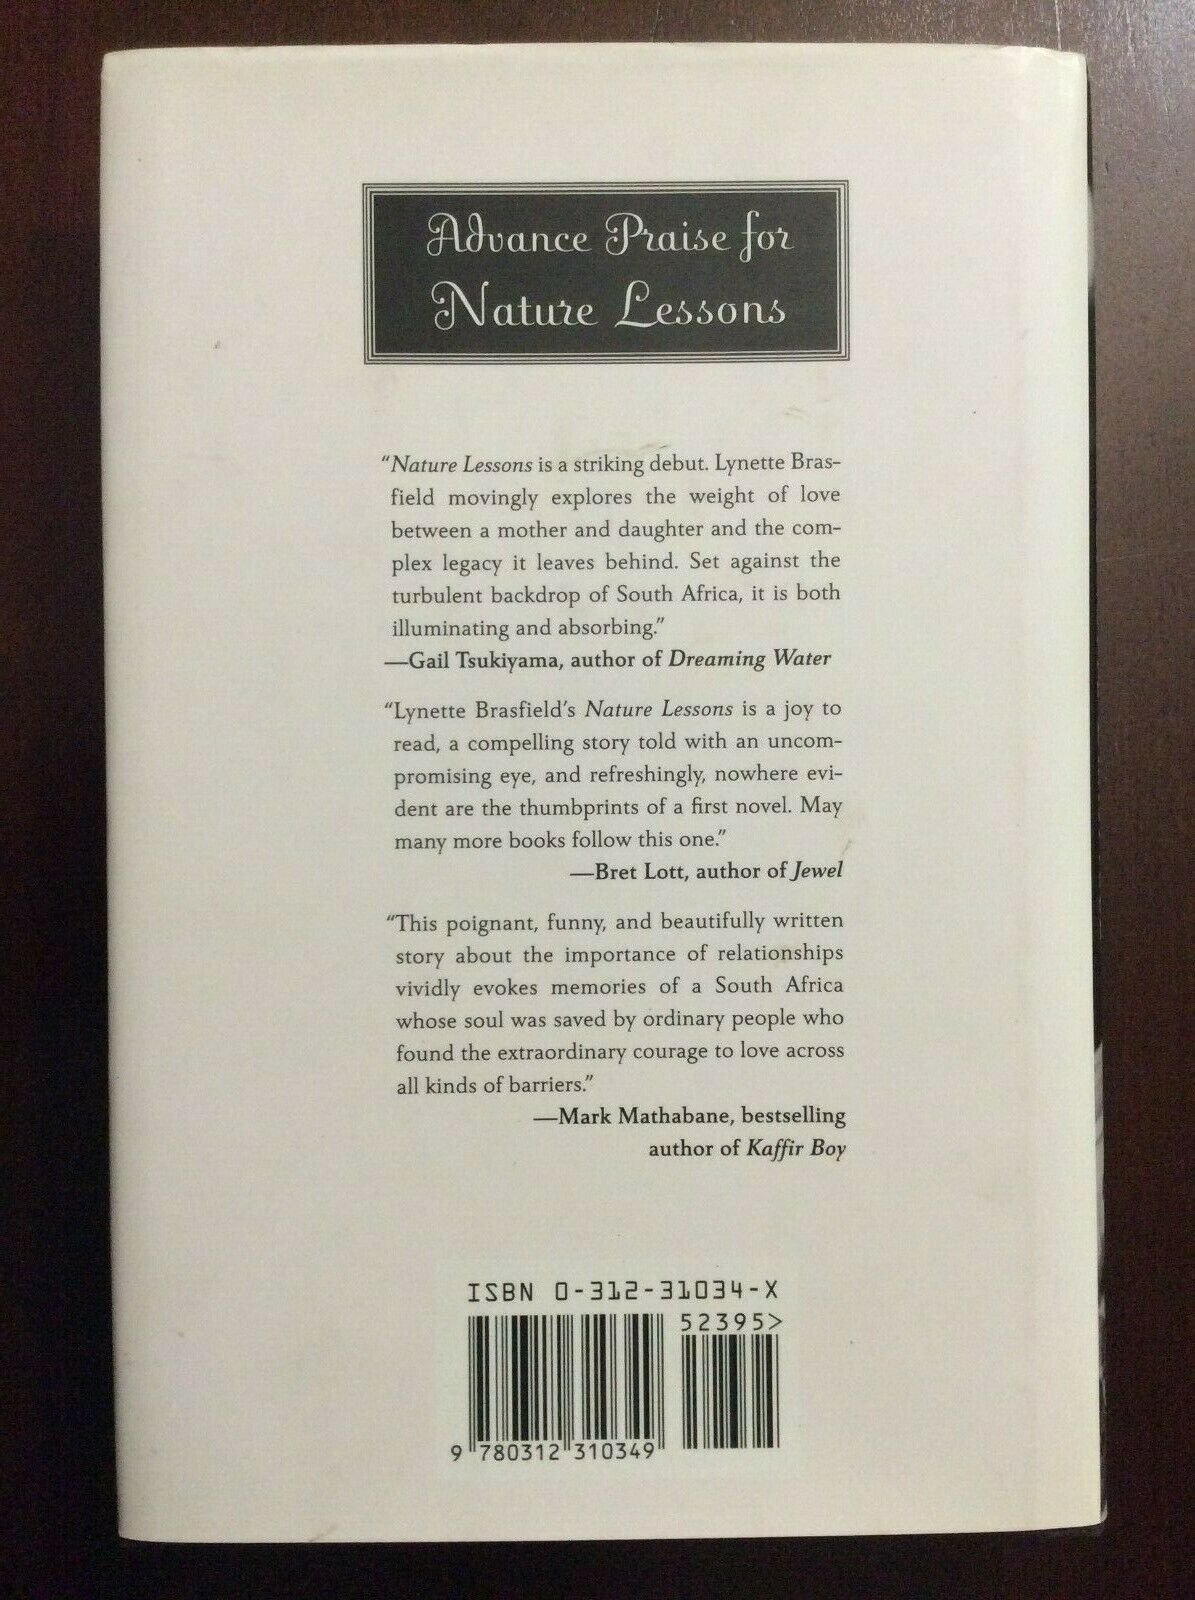 Advance Praise for
Nature Lessons
“Nature Lessons is a striking debut. Lynette Bras-
field movingly explores the weight of love
between a mother and daughter and the com-
plex legacy it leaves behind. Set against the
turbulent backdrop of South Africa, it is both
illuminating and absorbing.”
—Gail Tsukiyama, author of Dreaming Water
“Lynette Brasfield’s Nature Lessons is a joy to
read, a compelling story told with an uncom-
promising eye, and refreshingly, nowhere evi-
dent are the thumbprints of a first novel. May
many more books follow this one.”
—Bret Lott, author of Jewel
“This poignant, funny, and beautifully written
story about the importance of relationships
vividly evokes memories of a South Africa
whose soul was saved by ordinary people who
found the extraordinary courage to love across
all kinds of barriers.”
—Mark Mathabane, bestselling
author of Kaffir Boy
ISBN 0-312-31034-X
52395>
9 780312 310349